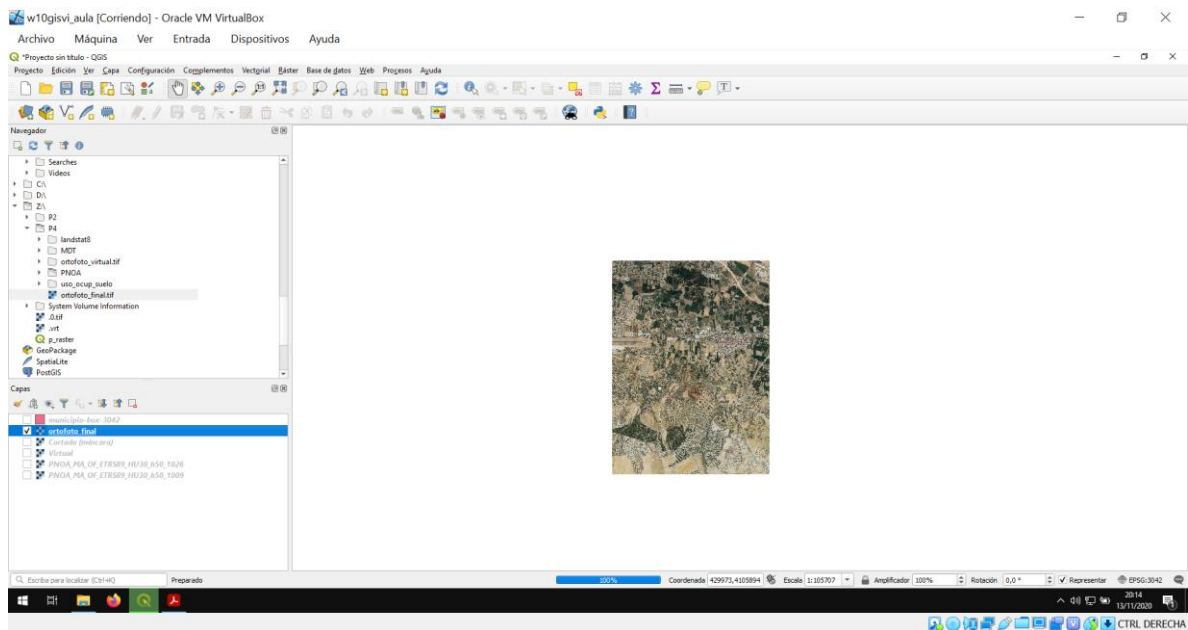 w10gisvi_aula [Corriendo] - Oracle VM VirtualBox
Archivo Máquina Ver Entrada Dispositivos Ayuda
*Proyecto sin título - QGIS
Proyecto Edición Ver Capa Configuración Complementos Vectorial Ráster Base de datos Web Procesos Ayuda
Navegador
Searches
Videos
C:\
D:\
Z:\
P2
P4
landstat8
MDT
ortofoto_virtual.tif
PNOA
uso_ocup_suelo
ortofoto_final.tif
System Volume Information
.0.tif
.vrt
p_raster
GeoPackage
SpatiaLite
PostGIS
Capas
municipio-bue-3042
ortofoto_final
Cortado (máscara)
Virtual
PNOA_MA_OF_ETRS89_HU30_h50_1026
PNOA_MA_OF_ETRS89_HU30_h50_1009
Escriba para localizar (Ctrl+K) Preparado 100% Coordenada 429973,4105894 Escala 1:105707 Amplificador 100% Rotación 0,0 ° Representar EPSG:3042
20:14
13/11/2020
CTRL DERECHA